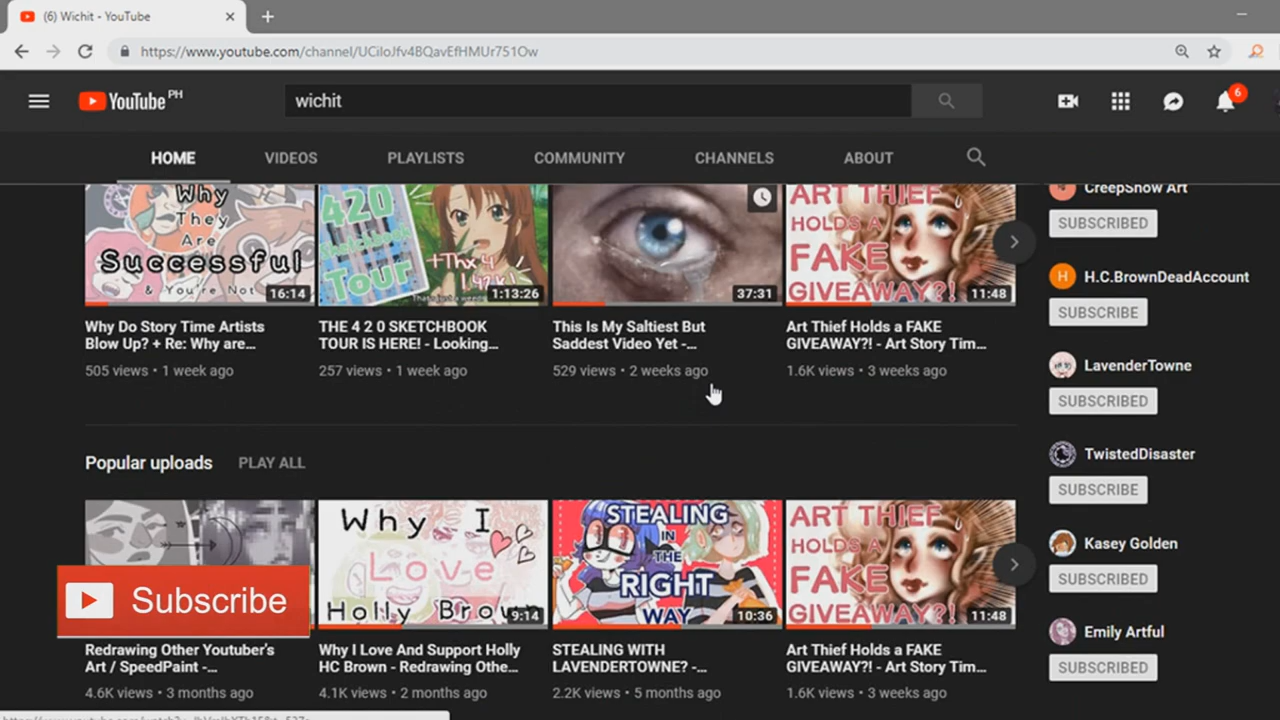 (6) Wichit - YouTube
https://www.youtube.com/channel/UCiloJfv4BQavEfHMUr751Ow
YouTube PH
wichit
6
HOME VIDEOS PLAYLISTS COMMUNITY CHANNELS ABOUT
Why
They
Are
Successful
& You're Not
16:14
420
Sketchbook
Tour
+Thx 4
1.42k!
1:13:26
37:31
ART THIEF
HOLDS A
FAKE
GIVEAWAY?!
11:48
Why Do Story Time Artists
Blow Up? + Re: Why are...
505 views • 1 week ago
THE 4 2 0 SKETCHBOOK
TOUR IS HERE! - Looking...
257 views • 1 week ago
This Is My Saltiest But
Saddest Video Yet -...
529 views • 2 weeks ago
Art Thief Holds a FAKE
GIVEAWAY?! - Art Story Tim...
1.6K views • 3 weeks ago
CreepShow Art
SUBSCRIBED
H
H.C.BrownDeadAccount
SUBSCRIBE
LavenderTowne
SUBSCRIBED
TwistedDisaster
SUBSCRIBE
Kasey Golden
SUBSCRIBED
Emily Artful
SUBSCRIBED
Popular uploads PLAY ALL
Subscribe
Why I
Love
Holly Brown
9:14
STEALING
IN
THE
RIGHT
WAY
10:36
ART THIEF
HOLDS A
FAKE
GIVEAWAY?!
11:48
Redrawing Other Youtuber's
Art / SpeedPaint -...
4.6K views • 3 months ago
Why I Love And Support Holly
HC Brown - Redrawing Othe...
4.1K views • 2 months ago
STEALING WITH
LAVENDERTOWNE? -...
2.2K views • 5 months ago
Art Thief Holds a FAKE
GIVEAWAY?! - Art Story Tim...
1.6K views • 3 weeks ago